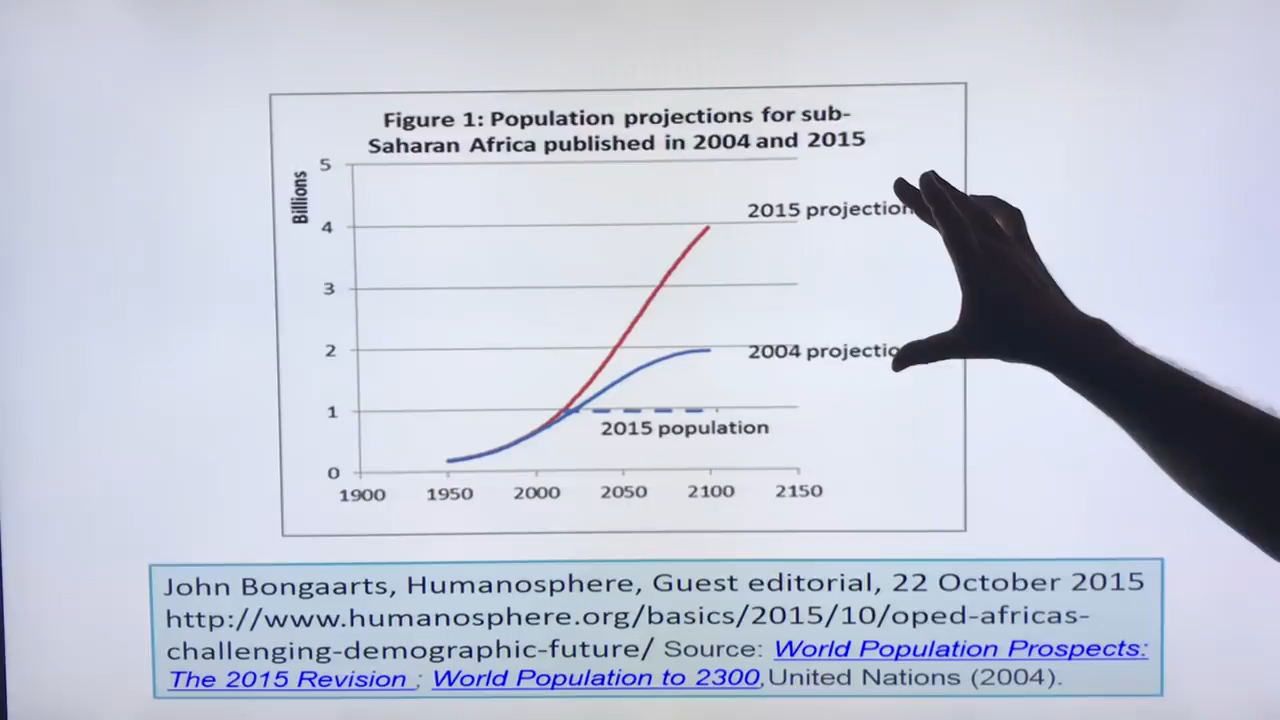 Figure 1: Population projections for sub-
Saharan Africa published in 2004 and 2015
Billions
5
2015 projection
4
3
2
2004 projectio
1
2015 population
0
1900 1950 2000 2050 2100 2150
John Bongaarts, Humanosphere, Guest editorial, 22 October 2015
http://www.humanosphere.org/basics/2015/10/oped-africas-
challenging-demographic-future/ Source: World Population Prospects:
The 2015 Revision ; World Population to 2300,United Nations (2004).